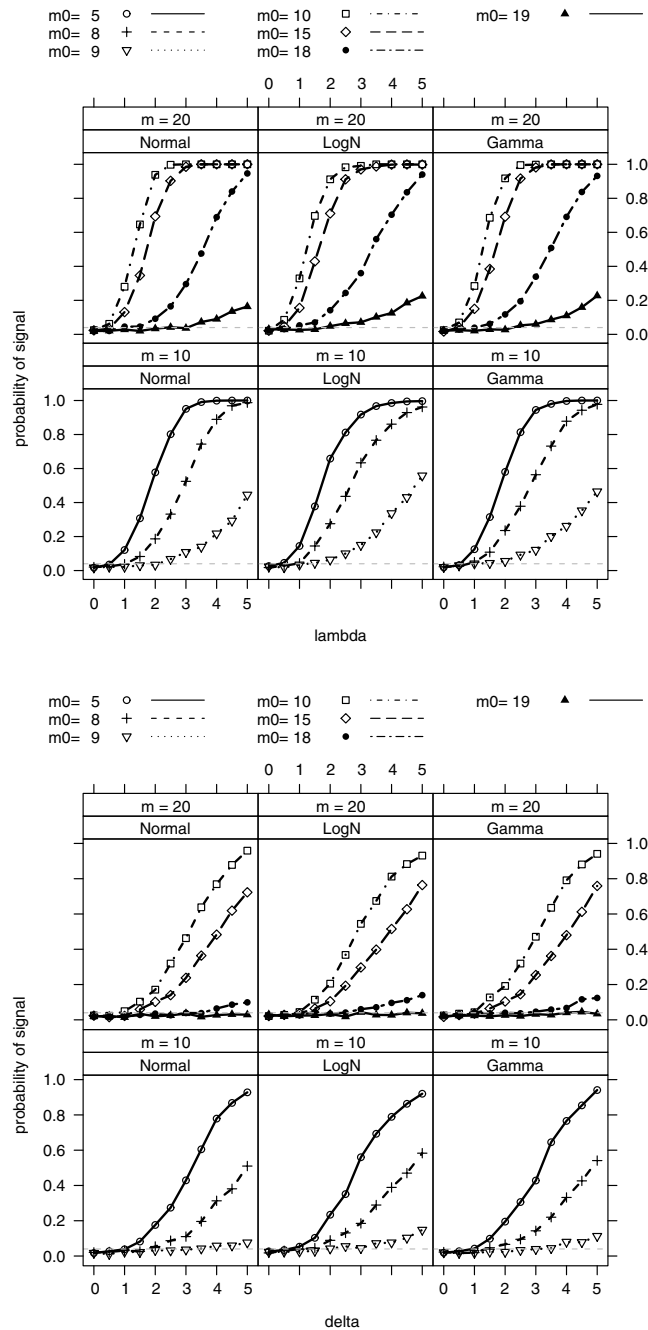 m0= 5 m0= 10 m0= 19
m0= 8 m0= 15
m0= 9 m0= 18
0 1 2 3 4 5
m = 20 m = 20 m = 20
Normal LogN Gamma
1.0
0.8
0.6
0.4
0.2
0.0
m = 10 m = 10 m = 10
Normal LogN Gamma
1.0
0.8
0.6
0.4
0.2
0.0
probability of signal
0 1 2 3 4 5 0 1 2 3 4 5
lambda
m0= 5 m0= 10 m0= 19
m0= 8 m0= 15
m0= 9 m0= 18
0 1 2 3 4 5
m = 20 m = 20 m = 20
Normal LogN Gamma
1.0
0.8
0.6
0.4
0.2
0.0
m = 10 m = 10 m = 10
Normal LogN Gamma
1.0
0.8
0.6
0.4
0.2
0.0
probability of signal
0 1 2 3 4 5 0 1 2 3 4 5
delta